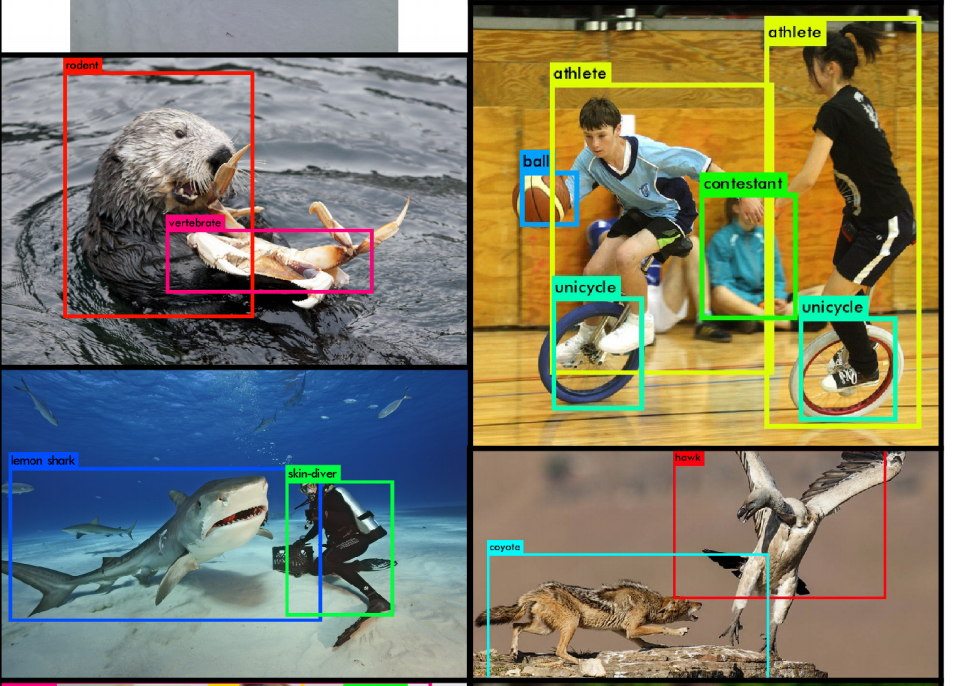 rodent
vertebrate
athlete
athlete
ball
contestant
unicycle
unicycle
lemon shark
skin-diver
hawk
coyote